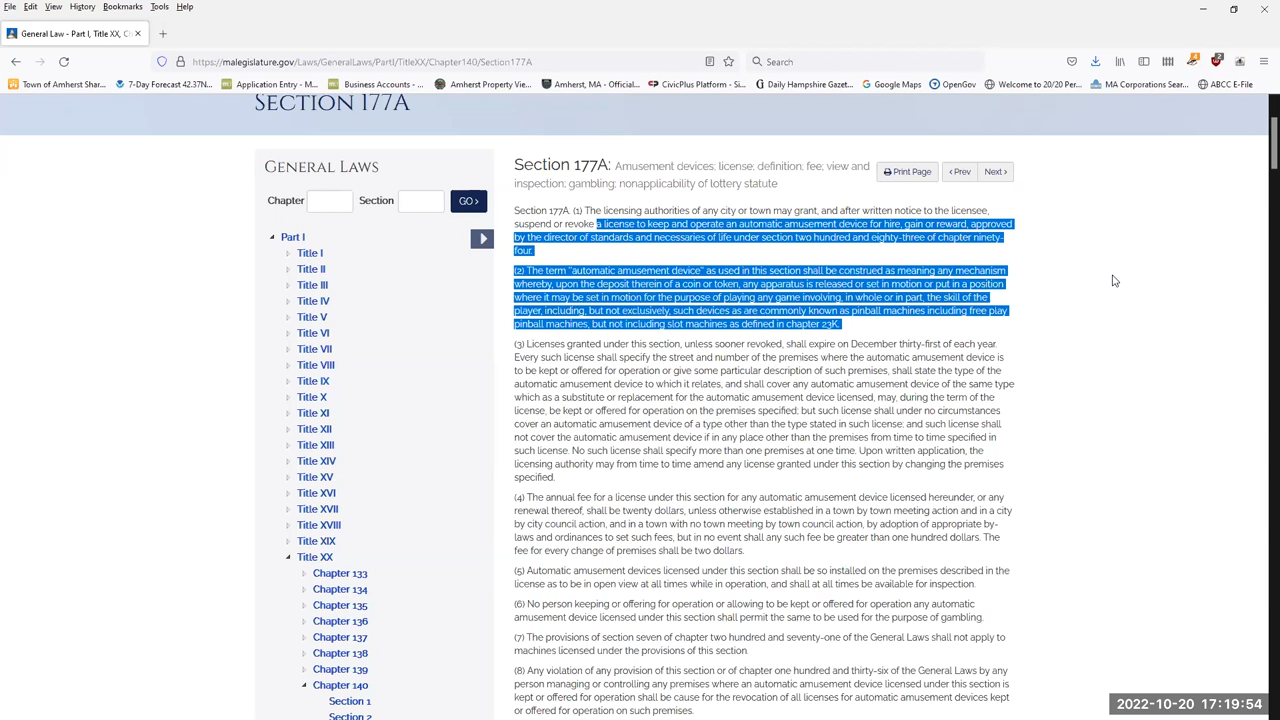 File Edit View History Bookmarks Tools Help
General Law - Part I, Title XX, Ch
https://malegislature.gov/Laws/GeneralLaws/PartI/TitleXX/Chapter140/Section177A
Search
Town of Amherst Shar... 7-Day Forecast 42.37N... Application Entry - M... Business Accounts - ... Amherst Property Vie... Amherst, MA - Official... CivicPlus Platform - Si... Daily Hampshire Gazet... Google Maps OpenGov Welcome to 20/20 Per... MA Corporations Sear... ABCC E-File
SECTION 177A
GENERAL LAWS
Chapter Section GO ›
Part I
Title I
Title II
Title III
Title IV
Title V
Title VI
Title VII
Title VIII
Title IX
Title X
Title XI
Title XII
Title XIII
Title XIV
Title XV
Title XVI
Title XVII
Title XVIII
Title XIX
Title XX
Chapter 133
Chapter 134
Chapter 135
Chapter 136
Chapter 137
Chapter 138
Chapter 139
Chapter 140
Section 1
Section 2
Section 177A: Amusement devices; license; definition; fee; view and
inspection; gambling; nonapplicability of lottery statute
Print Page ‹ Prev Next ›
Section 177A. (1) The licensing authorities of any city or town may grant, and after written notice to the licensee,
suspend or revoke a license to keep and operate an automatic amusement device for hire, gain or reward, approved
by the director of standards and necessaries of life under section two hundred and eighty-three of chapter ninety-
four.
(2) The term ''automatic amusement device'' as used in this section shall be construed as meaning any mechanism
whereby, upon the deposit therein of a coin or token, any apparatus is released or set in motion or put in a position
where it may be set in motion for the purpose of playing any game involving, in whole or in part, the skill of the
player, including, but not exclusively, such devices as are commonly known as pinball machines including free play
pinball machines, but not including slot machines as defined in chapter 23K.
(3) Licenses granted under this section, unless sooner revoked, shall expire on December thirty-first of each year.
Every such license shall specify the street and number of the premises where the automatic amusement device is
to be kept or offered for operation or give some particular description of such premises, shall state the type of the
automatic amusement device to which it relates, and shall cover any automatic amusement device of the same type
which as a substitute or replacement for the automatic amusement device licensed, may, during the term of the
license, be kept or offered for operation on the premises specified; but such license shall under no circumstances
cover an automatic amusement device of a type other than the type stated in such license; and such license shall
not cover the automatic amusement device if in any place other than the premises from time to time specified in
such license. No such license shall specify more than one premises at one time. Upon written application, the
licensing authority may from time to time amend any license granted under this section by changing the premises
specified.
(4) The annual fee for a license under this section for any automatic amusement device licensed hereunder, or any
renewal thereof, shall be twenty dollars, unless otherwise established in a town by town meeting action and in a city
by city council action, and in a town with no town meeting by town council action, by adoption of appropriate by-
laws and ordinances to set such fees, but in no event shall any such fee be greater than one hundred dollars. The
fee for every change of premises shall be two dollars.
(5) Automatic amusement devices licensed under this section shall be so installed on the premises described in the
license as to be in open view at all times while in operation, and shall at all times be available for inspection.
(6) No person keeping or offering for operation or allowing to be kept or offered for operation any automatic
amusement device licensed under this section shall permit the same to be used for the purpose of gambling.
(7) The provisions of section seven of chapter two hundred and seventy-one of the General Laws shall not apply to
machines licensed under the provisions of this section.
(8) Any violation of any provision of this section or of chapter one hundred and thirty-six of the General Laws by any
person managing or controlling any premises where an automatic amusement device licensed under this section is
kept or offered for operation shall be cause for the revocation of all licenses for automatic amusement devices kept
or offered for operation on such premises.
2022-10-20 17:19:54